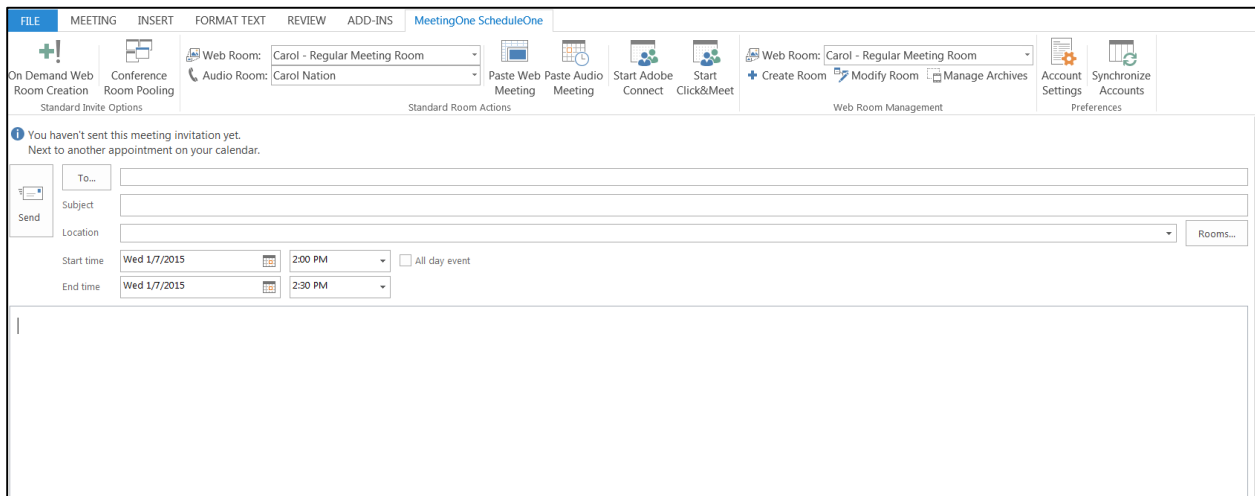 FILE MEETING INSERT FORMAT TEXT REVIEW ADD-INS MeetingOne ScheduleOne
On Demand Web
Room Creation
Conference
Room Pooling
Standard Invite Options
Web Room: Carol - Regular Meeting Room
Audio Room: Carol Nation
Paste Web
Meeting
Paste Audio
Meeting
Start Adobe
Connect
Start
Click&Meet
Standard Room Actions
Web Room: Carol - Regular Meeting Room
Create Room Modify Room Manage Archives
Web Room Management
Account
Settings
Synchronize
Accounts
Preferences
You haven't sent this meeting invitation yet.
Next to another appointment on your calendar.
Send
To...
Subject
Location Rooms...
Start time Wed 1/7/2015 2:00 PM All day event
End time Wed 1/7/2015 2:30 PM